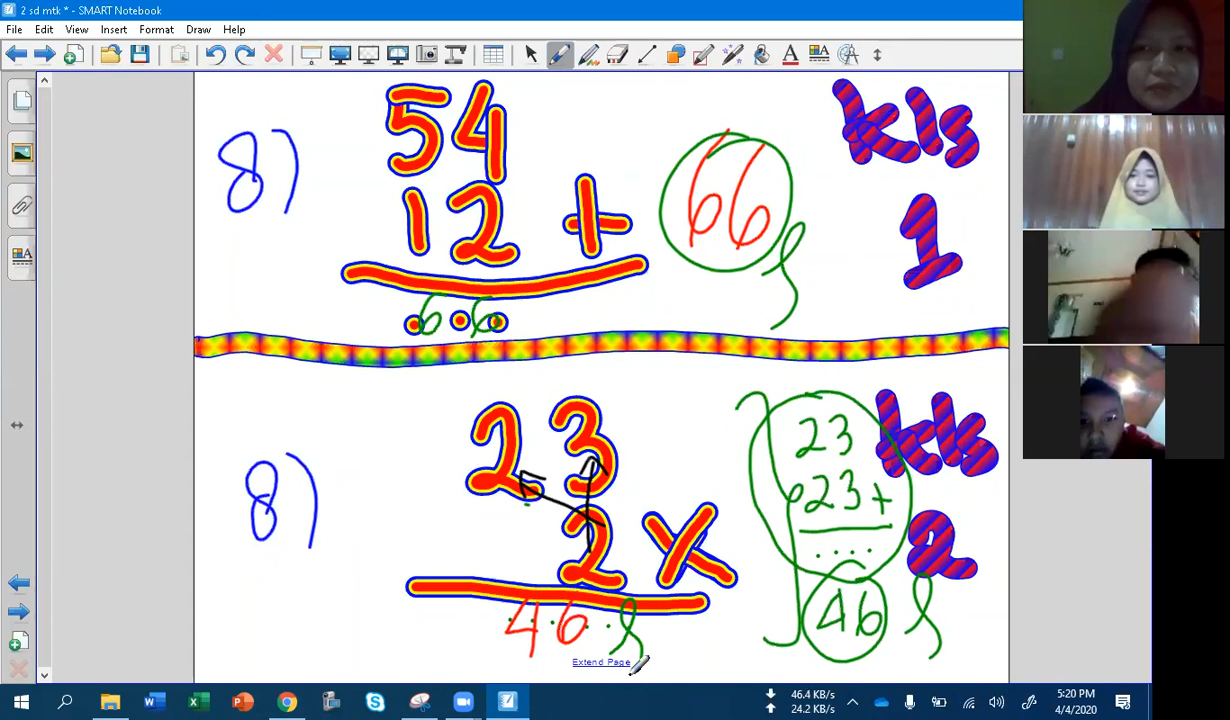 2 sd mtk * - SMART Notebook
File Edit View Insert Format Draw Help
8) 54 66 kls
12 + 1
6 6
8) 23 23 kls
2 x 23+ 2
....
46 46
Extend Page
46.4 KB/s
24.2 KB/s
5:20 PM
4/4/2020